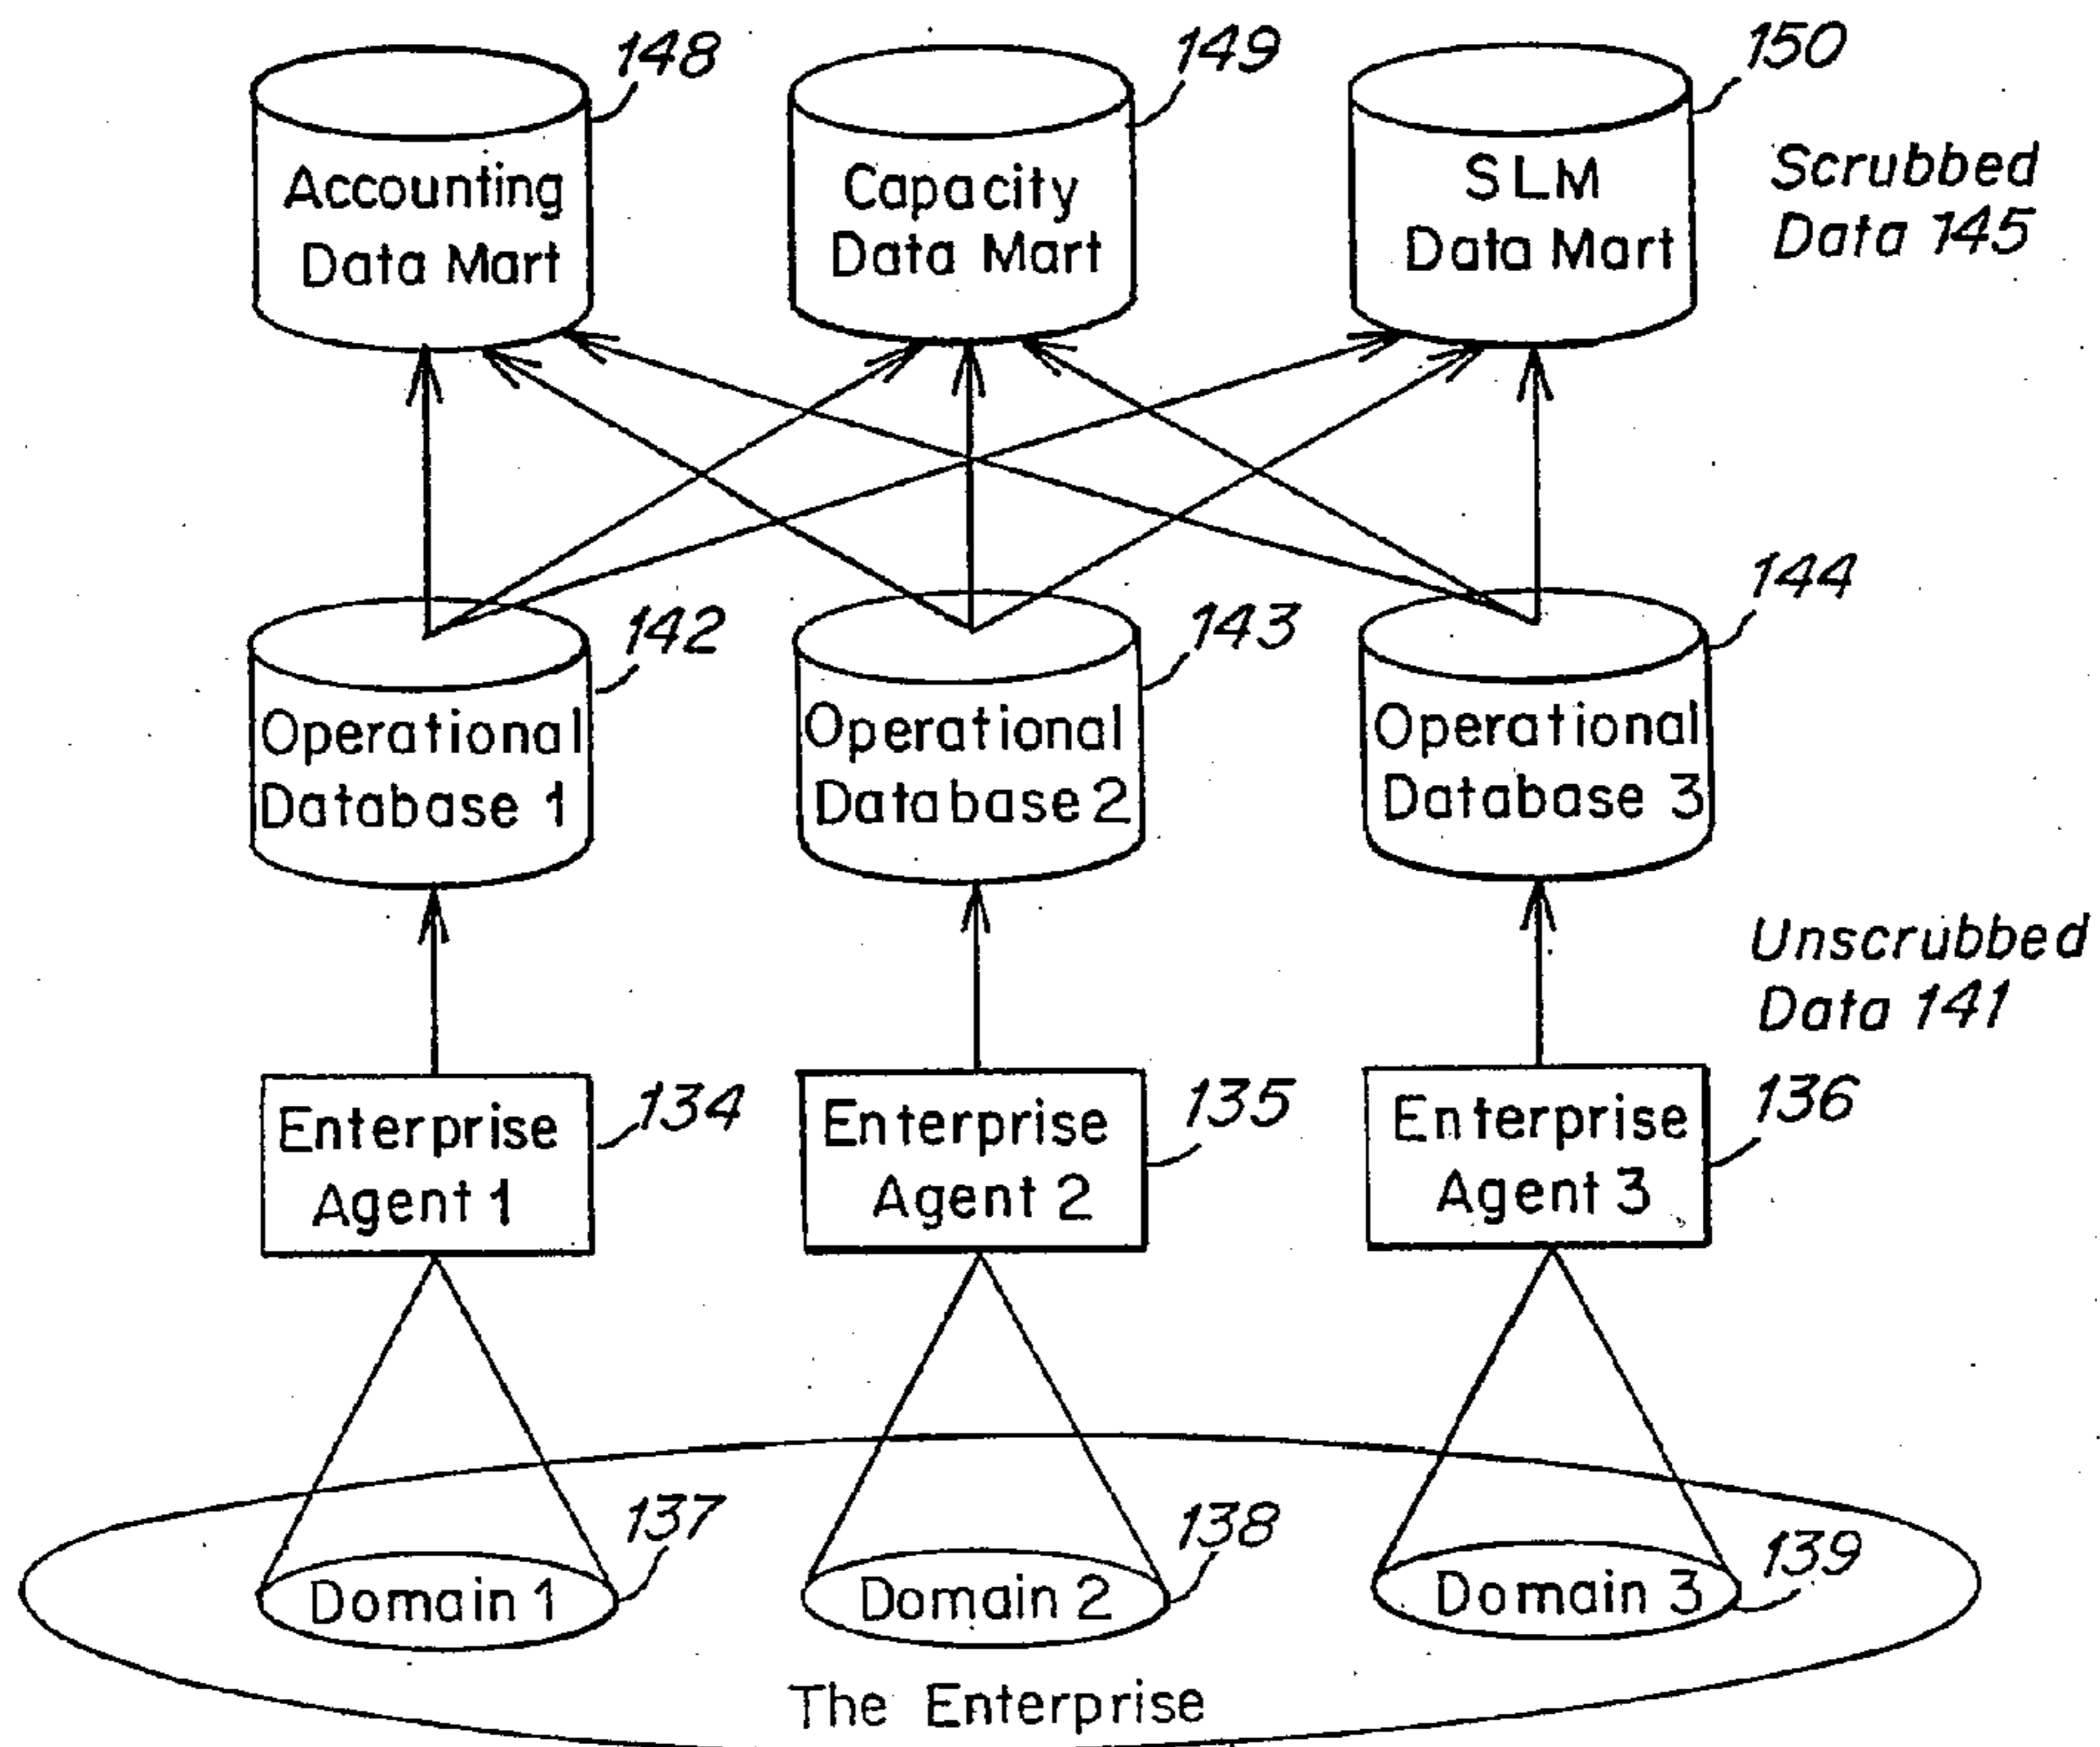 148
149
150
Accounting
Data Mart
Capacity
Data Mart
SLM
Data Mart
Scrubbed
Data 145
142
143
144
Operational
Database 1
Operational
Database 2
Operational
Database 3
Unscrubbed
Data 141
Enterprise
Agent 1
134
Enterprise
Agent 2
135
Enterprise
Agent 3
136
137
138
139
Domain 1
Domain 2
Domain 3
The Enterprise